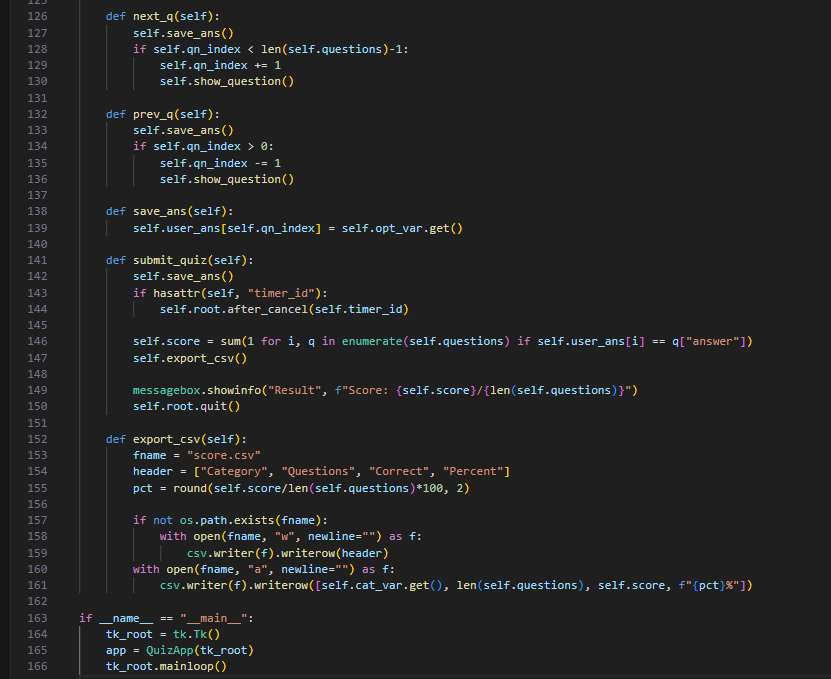 125
126 def next_q(self):
127 self.save_ans()
128 if self.qn_index < len(self.questions)-1:
129 self.qn_index += 1
130 self.show_question()
131
132 def prev_q(self):
133 self.save_ans()
134 if self.qn_index > 0:
135 self.qn_index -= 1
136 self.show_question()
137
138 def save_ans(self):
139 self.user_ans[self.qn_index] = self.opt_var.get()
140
141 def submit_quiz(self):
142 self.save_ans()
143 if hasattr(self, "timer_id"):
144 self.root.after_cancel(self.timer_id)
145
146 self.score = sum(1 for i, q in enumerate(self.questions) if self.user_ans[i] == q["answer"])
147 self.export_csv()
148
149 messagebox.showinfo("Result", f"Score: {self.score}/{len(self.questions)}")
150 self.root.quit()
151
152 def export_csv(self):
153 fname = "score.csv"
154 header = ["Category", "Questions", "Correct", "Percent"]
155 pct = round(self.score/len(self.questions)*100, 2)
156
157 if not os.path.exists(fname):
158 with open(fname, "w", newline="") as f:
159 csv.writer(f).writerow(header)
160 with open(fname, "a", newline="") as f:
161 csv.writer(f).writerow([self.cat_var.get(), len(self.questions), self.score, f"{pct}%"])
162
163 if __name__ == "__main__":
164 tk_root = tk.Tk()
165 app = QuizApp(tk_root)
166 tk_root.mainloop()